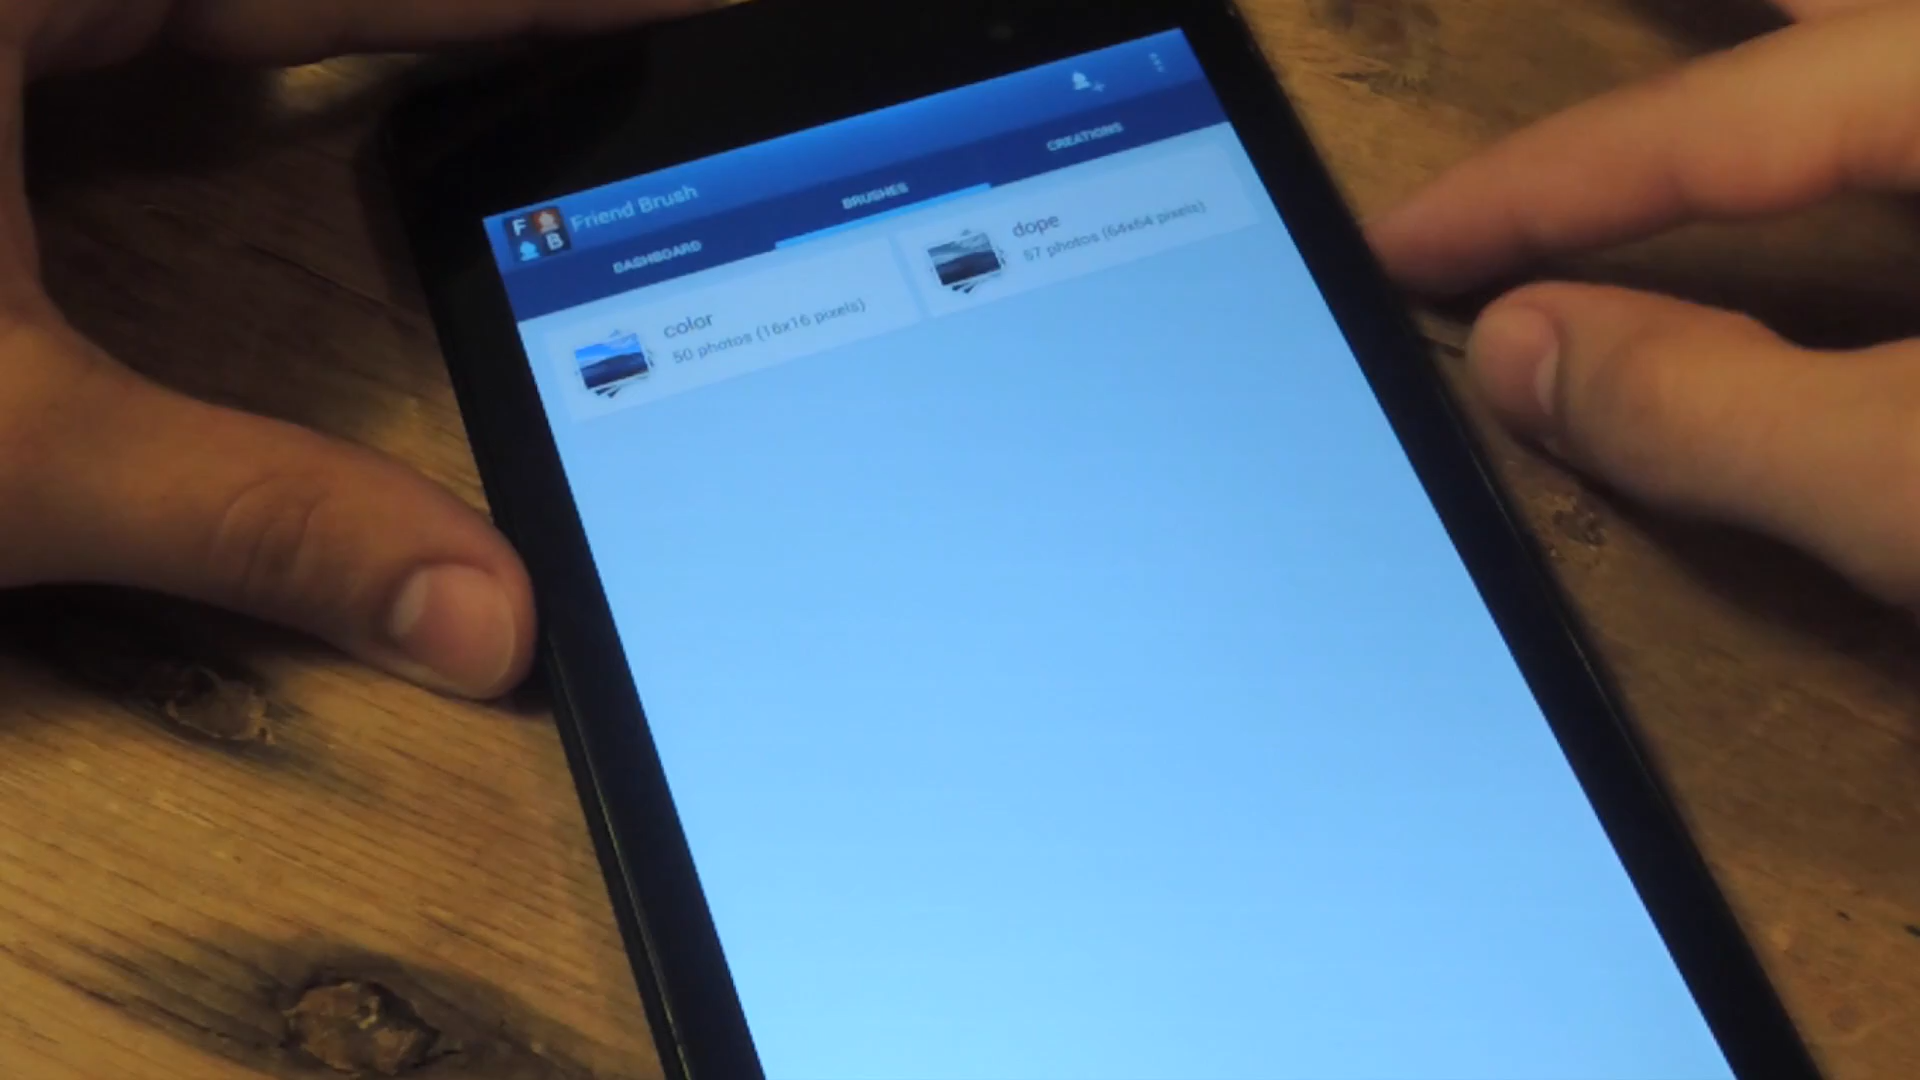 F
B
Friend Brush
DASHBOARD
BRUSHES
CREATIONS
color
50 photos (16x16 pixels)
dope
57 photos (64x64 pixels)